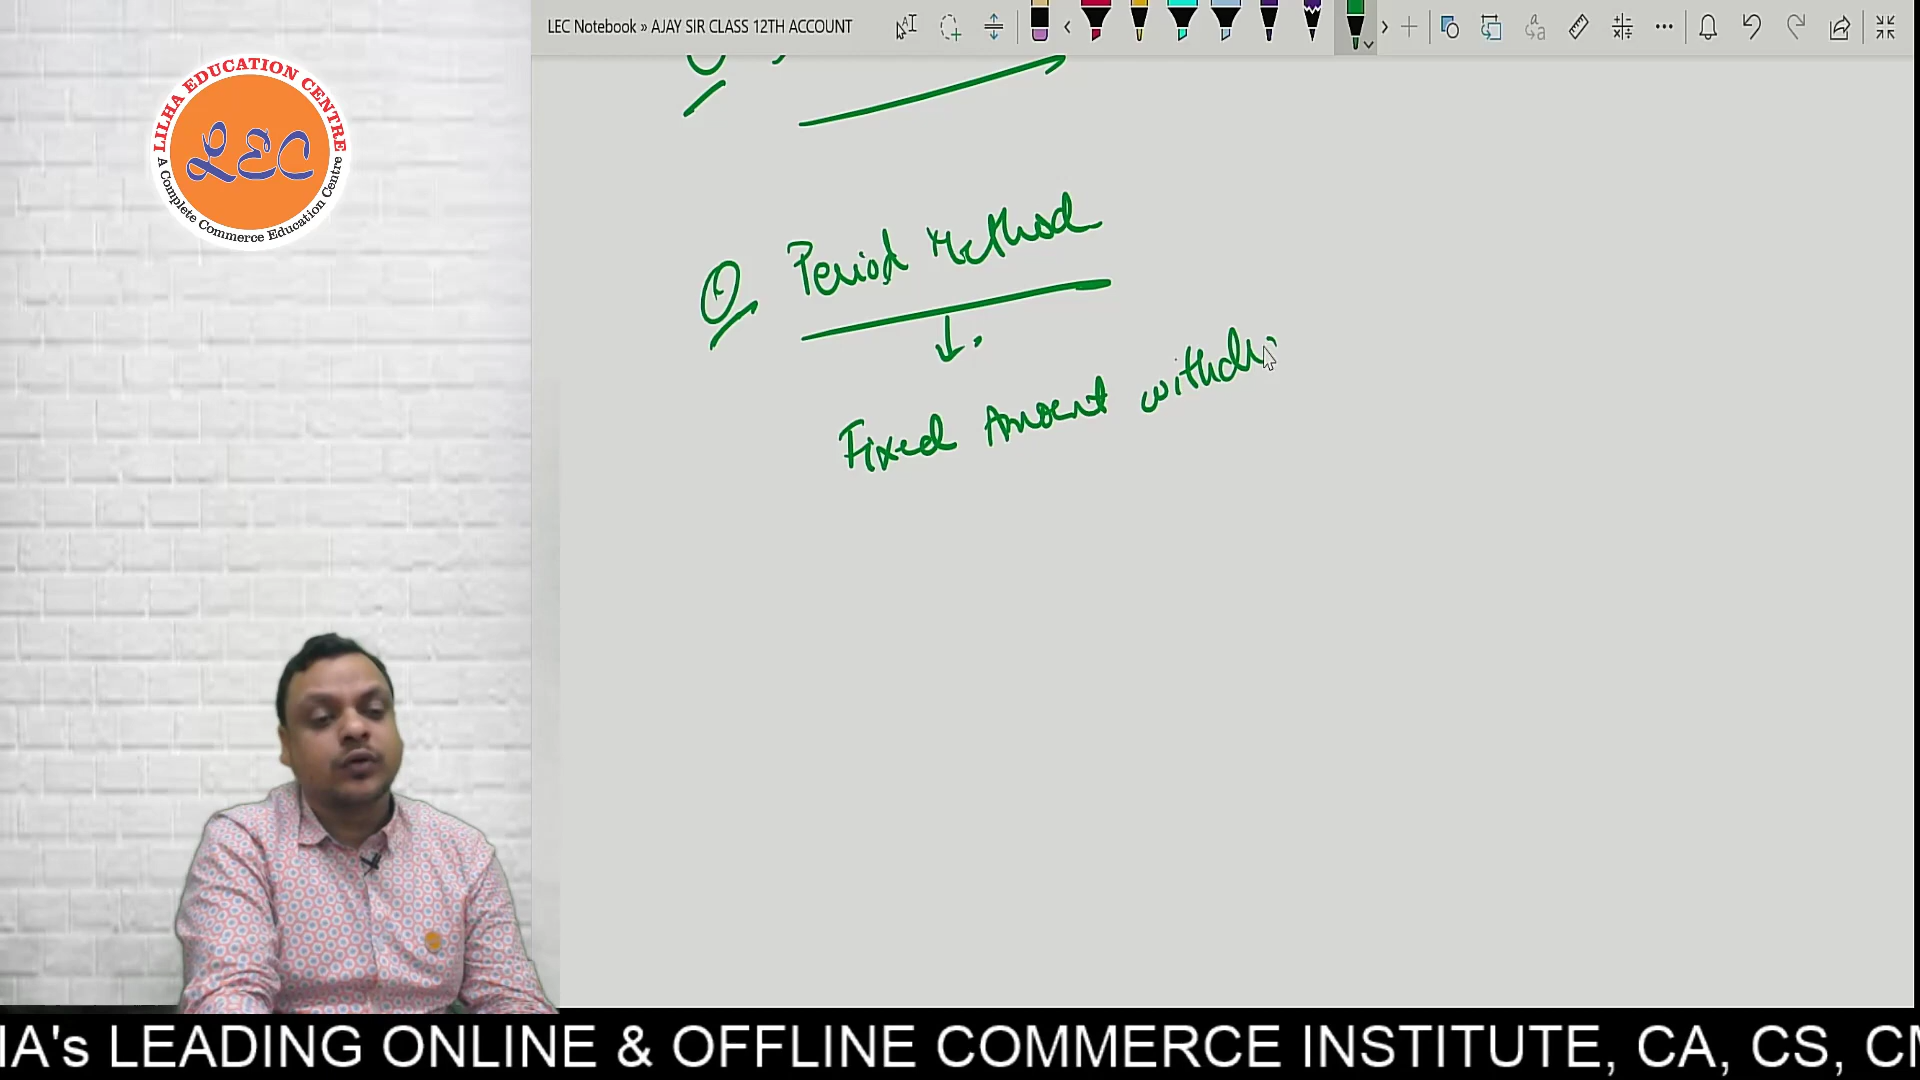 LEC Notebook » AJAY SIR CLASS 12TH ACCOUNT
LILHA EDUCATION CENTRE
LEC
A Complete Commerce Education Centre
Q Period Method
Fixed Amount withdr
IA's LEADING ONLINE & OFFLINE COMMERCE INSTITUTE, CA, CS, CM